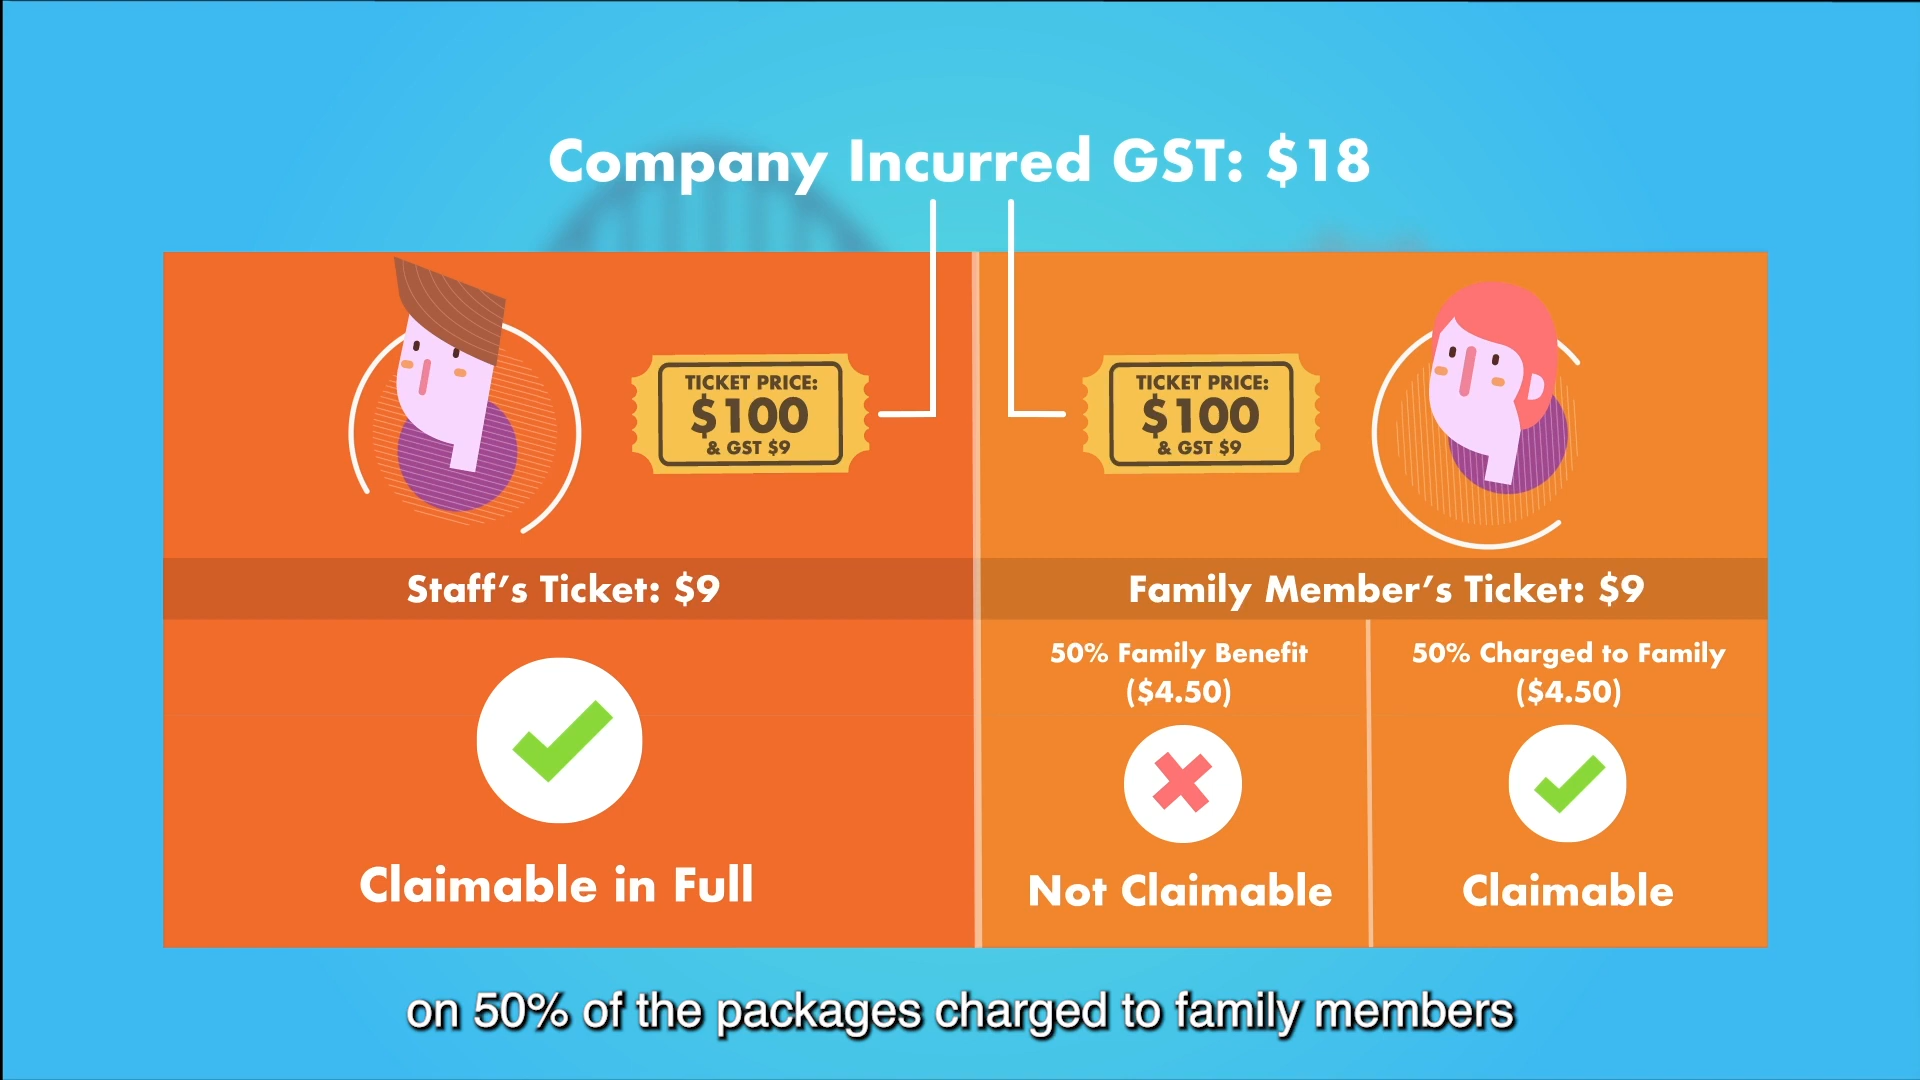 Company Incurred GST: $18
TICKET PRICE:
$100
& GST $9
TICKET PRICE:
$100
& GST $9
Staff's Ticket: $9
Family Member's Ticket: $9
50% Family Benefit
($4.50)
50% Charged to Family
($4.50)
Claimable in Full
Not Claimable
Claimable
on 50% of the packages charged to family members